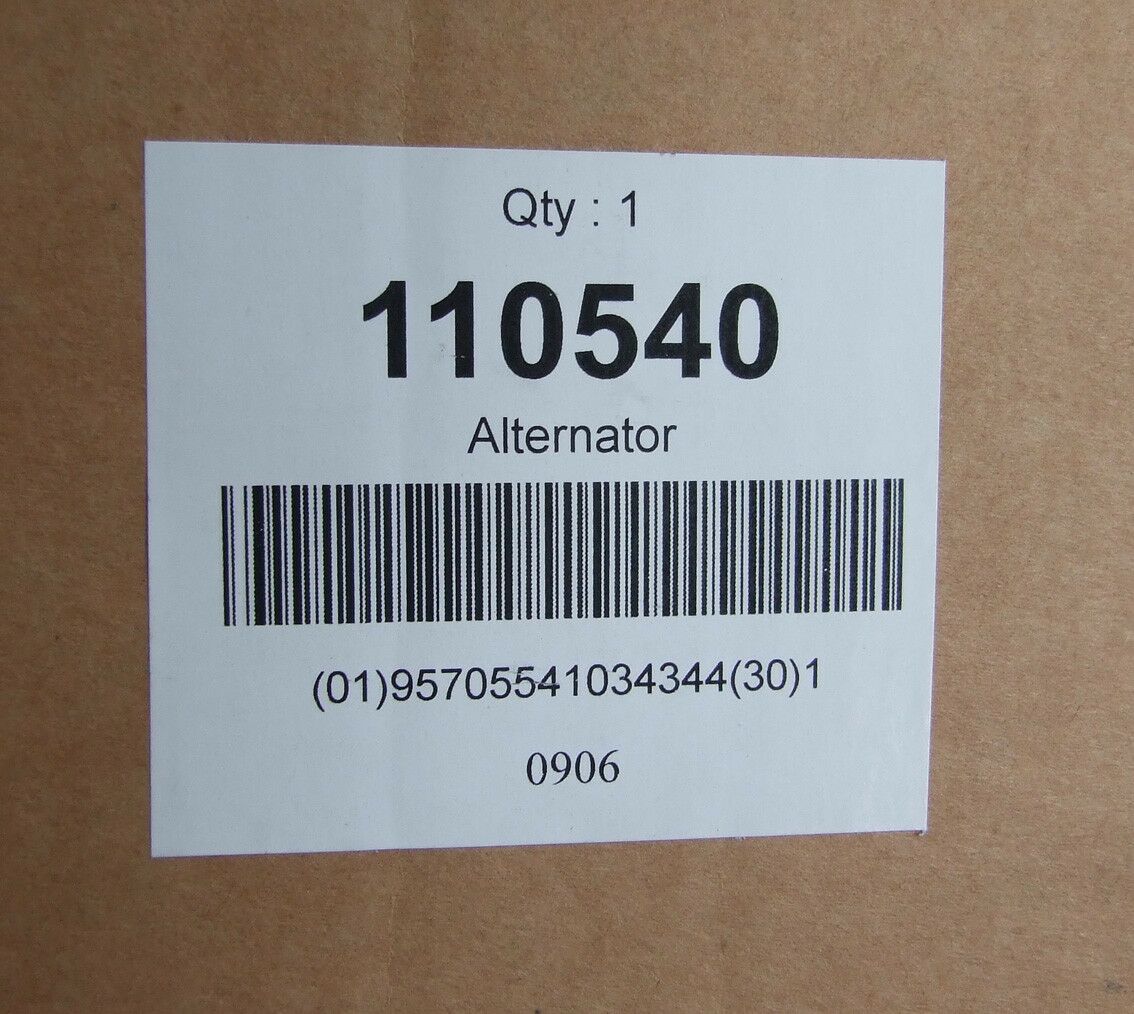 Qty : 1
110540
Alternator
(01)95705541034344(30)1
0906